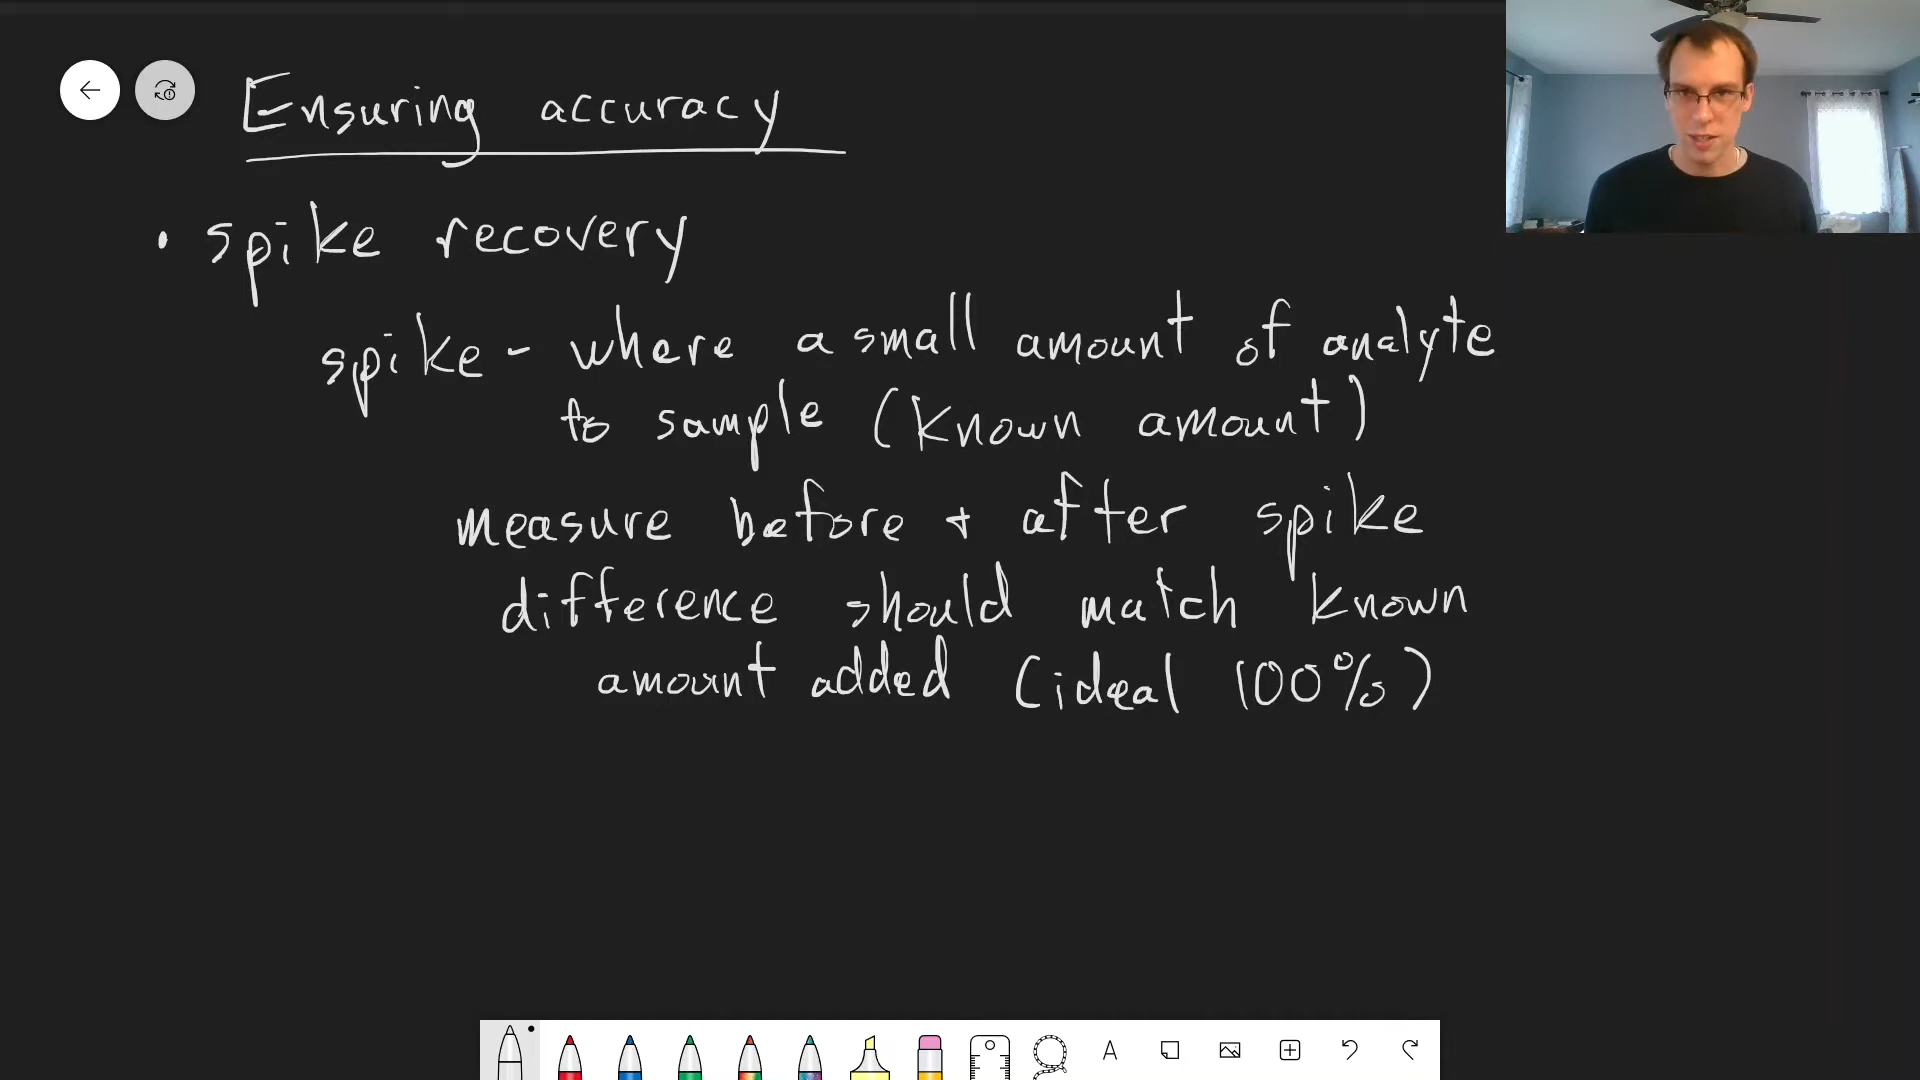 Ensuring accuracy
• spike recovery
spike - where a small amount of analyte
to sample (known amount)
measure before + after spike
difference should match known
amount added (ideal 100%)
A